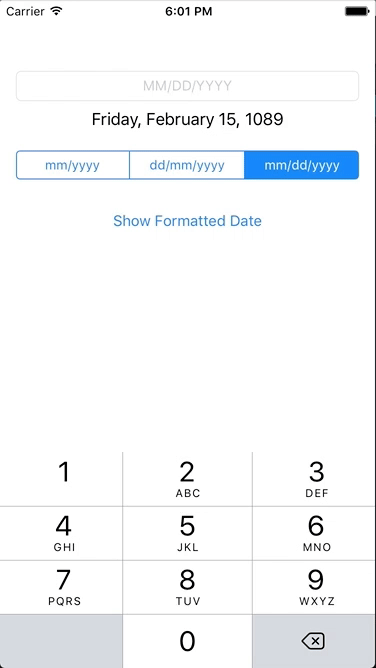 Carrier 6:01 PM
MM/DD/YYYY
Friday, February 15, 1089
mm/yyyy dd/mm/yyyy mm/dd/yyyy
Show Formatted Date
1 2 3
ABC DEF
4 5 6
GHI JKL MNO
7 8 9
PQRS TUV WXYZ
0